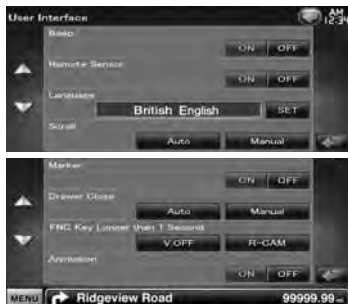 User Interface
AM
12:34
Beep
ON OFF
Remote Sensor
ON OFF
Language
British English SET
Scroll
Auto Manual
Marker
ON OFF
Drawer Close
Auto Manual
FNC Key Longer than 1 Second
V.OFF R-CAM
Animation
ON OFF
MENU Ridgeview Road 99999.99